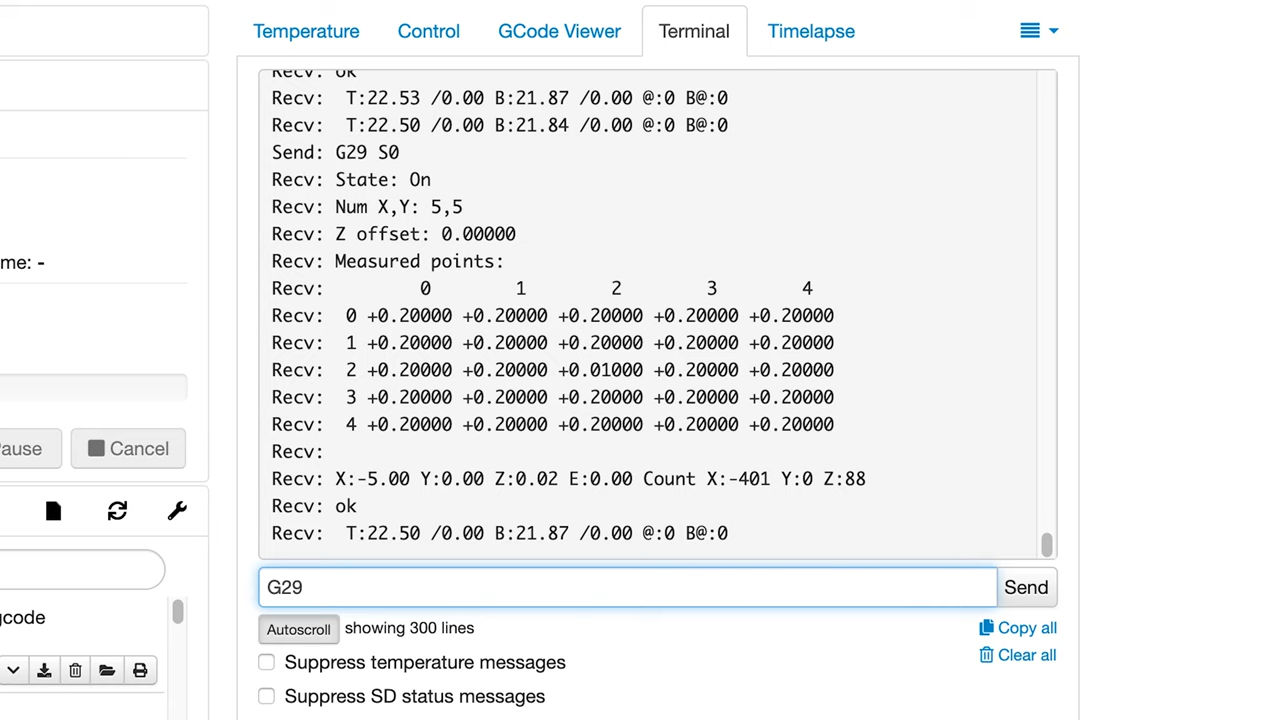 Temperature Control GCode Viewer Terminal Timelapse
Recv: ok
Recv:  T:22.53 /0.00 B:21.87 /0.00 @:0 B@:0
Recv:  T:22.50 /0.00 B:21.84 /0.00 @:0 B@:0
Send: G29 S0
Recv: State: On
Recv: Num X,Y: 5,5
Recv: Z offset: 0.00000
Recv: Measured points:
Recv:         0        1        2        3        4
Recv:  0 +0.20000 +0.20000 +0.20000 +0.20000 +0.20000
Recv:  1 +0.20000 +0.20000 +0.20000 +0.20000 +0.20000
Recv:  2 +0.20000 +0.20000 +0.01000 +0.20000 +0.20000
Recv:  3 +0.20000 +0.20000 +0.20000 +0.20000 +0.20000
Recv:  4 +0.20000 +0.20000 +0.20000 +0.20000 +0.20000
Recv:
Recv: X:-5.00 Y:0.00 Z:0.02 E:0.00 Count X:-401 Y:0 Z:88
Recv: ok
Recv:  T:22.50 /0.00 B:21.87 /0.00 @:0 B@:0
G29 Send
Autoscroll showing 300 lines
Copy all
Clear all
Suppress temperature messages
Suppress SD status messages
me: -
ause Cancel
gcode